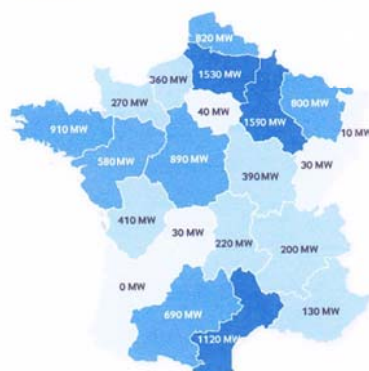 820 MW
360 MW
1530 MW
270 MW
40 MW
800 MW
910 MW
1590 MW
10 MW
580 MW
890 MW
30 MW
390 MW
410 MW
30 MW
220 MW
200 MW
0 MW
690 MW
130 MW
1120 MW